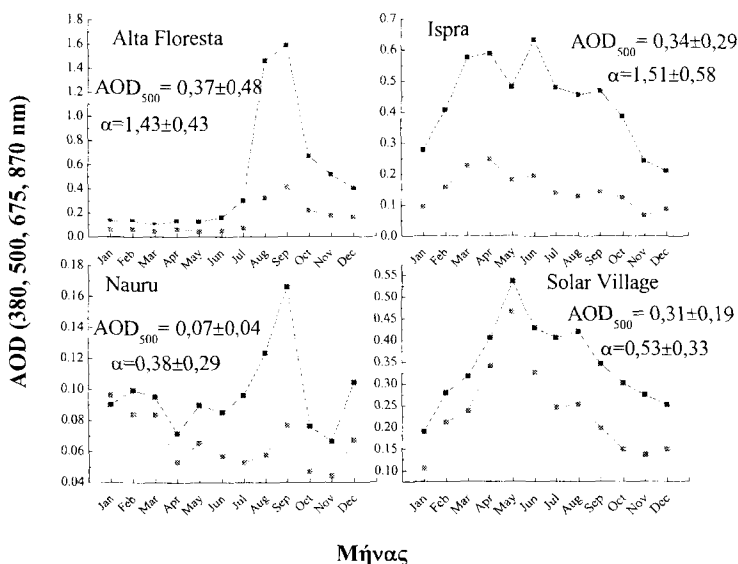 AOD (380, 500, 675, 870 nm)
Alta Floresta
AOD500 = 0,37±0,48
α=1,43±0,43
1.8
1.6
1.4
1.2
1.0
0.8
0.6
0.4
0.2
0.0
Jan Feb Mar Apr May Jun Jul Aug Sep Oct Nov Dec
Ispra
AOD500 = 0,34±0,29
α=1,51±0,58
0.7
0.6
0.5
0.4
0.3
0.2
0.1
0.0
Jan Feb Mar Apr May Jun Jul Aug Sep Oct Nov Dec
Nauru
AOD500 = 0,07±0,04
α=0,38±0,29
0.18
0.16
0.14
0.12
0.10
0.08
0.06
0.04
Jan Feb Mar Apr May Jun Jul Aug Sep Oct Nov Dec
Solar Village
AOD500 = 0,31±0,19
α=0,53±0,33
0.55
0.50
0.45
0.40
0.35
0.30
0.25
0.20
0.15
0.10
Jan Feb Mar Apr May Jun Jul Aug Sep Oct Nov Dec
Μήνας